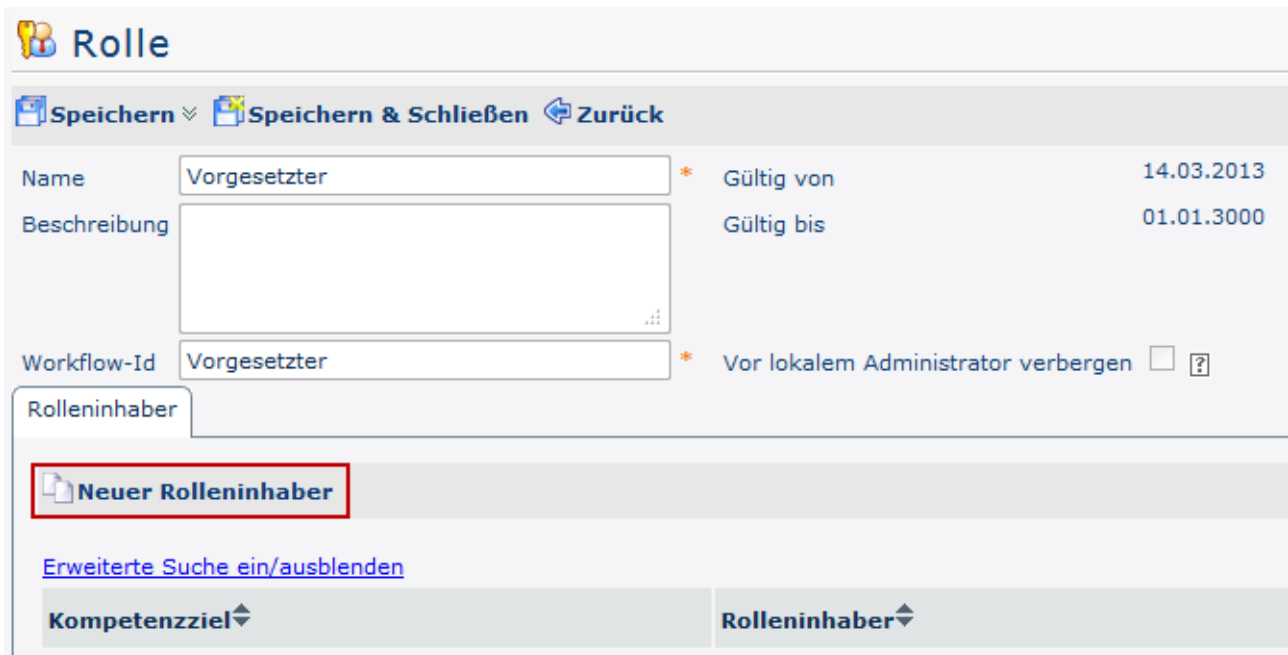 Rolle
Speichern Speichern & Schließen Zurück
Name Vorgesetzter * Gültig von 14.03.2013
Beschreibung Gültig bis 01.01.3000
Workflow-Id Vorgesetzter * Vor lokalem Administrator verbergen ?
Rolleninhaber
Neuer Rolleninhaber
Erweiterte Suche ein/ausblenden
Kompetenzziel Rolleninhaber